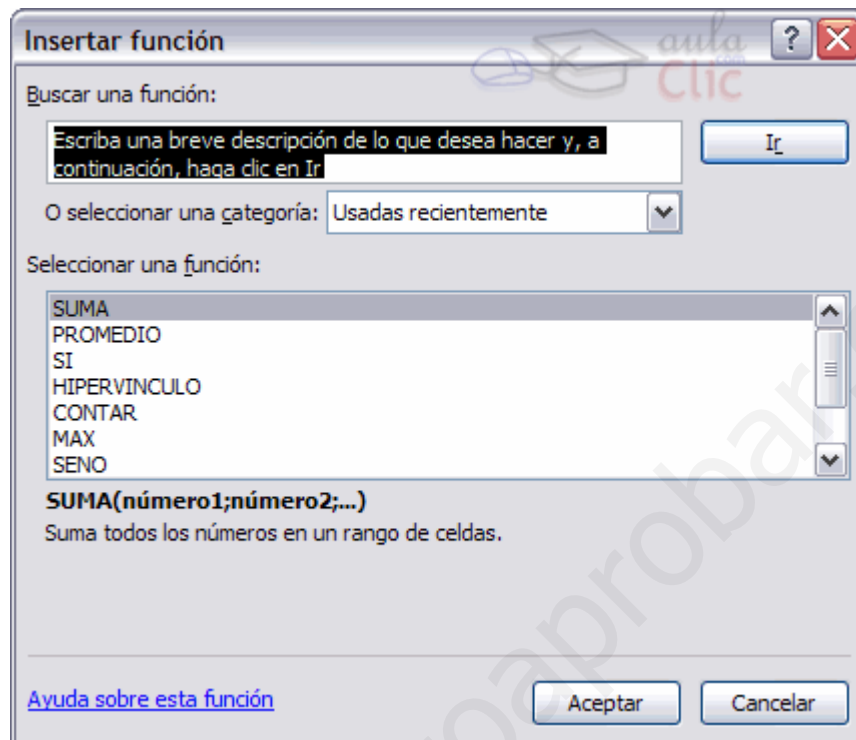 Insertar función
aula
.com
Clic
Buscar una función:
Escriba una breve descripción de lo que desea hacer y, a
continuación, haga clic en Ir
Ir
O seleccionar una categoría: Usadas recientemente
Seleccionar una función:
SUMA
PROMEDIO
SI
HIPERVINCULO
CONTAR
MAX
SENO
SUMA(número1;número2;...)
Suma todos los números en un rango de celdas.
Ayuda sobre esta función
Aceptar
Cancelar